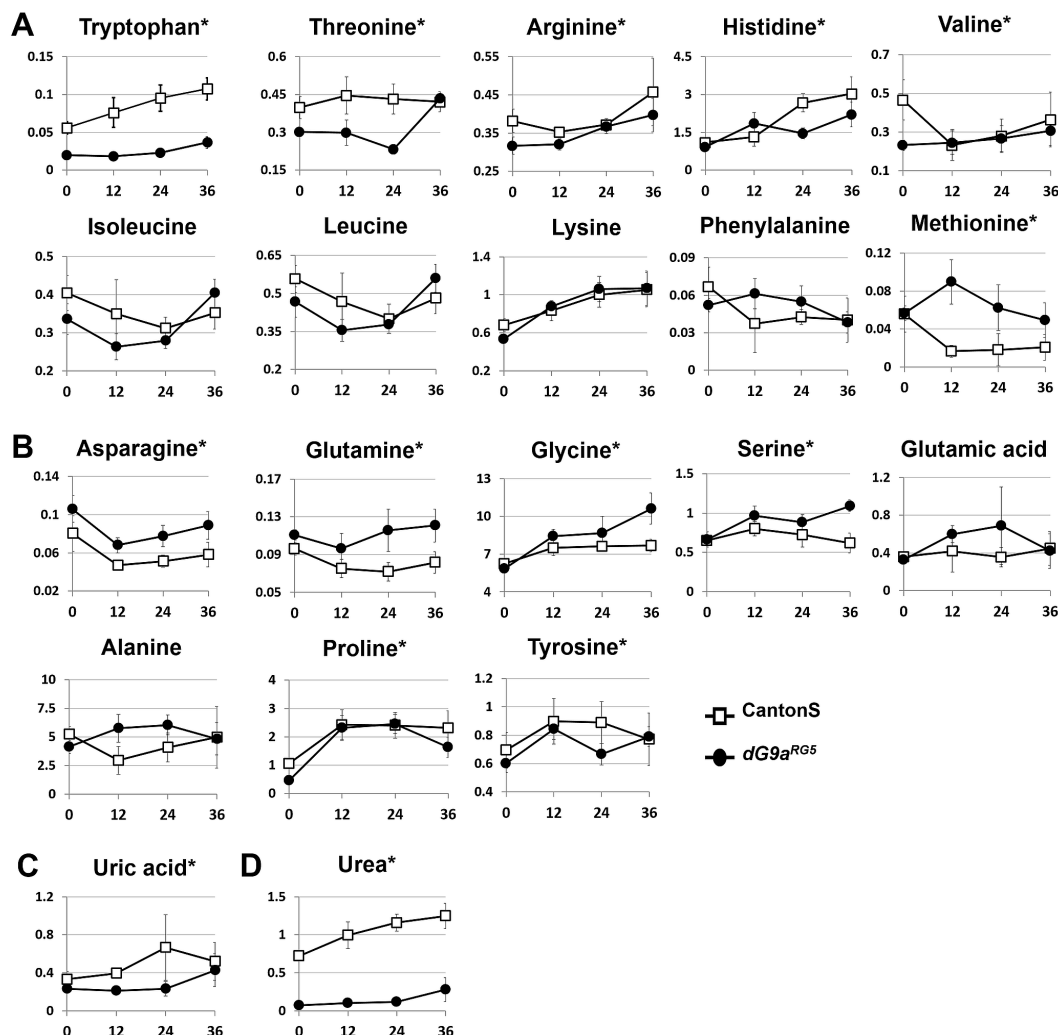 A
Tryptophan* Threonine* Arginine* Histidine* Valine*
0.15 0.6 0.55 4.5 0.7
0.1 0.45 0.45 3 0.5
0.05 0.3 0.35 1.5 0.3
0 0.15 0.25 0 0.1
0 12 24 36 0 12 24 36 0 12 24 36 0 12 24 36 0 12 24 36
Isoleucine Leucine Lysine Phenylalanine Methionine*
0.5 0.65 1.4 0.09 0.12
0.4 0.5 1 0.06 0.08
0.3 0.35 0.6 0.03 0.04
0.2 0.2 0.2 0 0
0 12 24 36 0 12 24 36 0 12 24 36 0 12 24 36 0 12 24 36
B
Asparagine* Glutamine* Glycine* Serine* Glutamic acid
0.14 0.17 13 1.5 1.2
0.1 0.13 10 1 0.8
0.06 0.09 7 0.5 0.4
0.02 0.05 4 0 0
0 12 24 36 0 12 24 36 0 12 24 36 0 12 24 36 0 12 24 36
Alanine Proline* Tyrosine*
10 4 1.2
7.5 3 1
5 2 0.8
2.5 1 0.6
0 0 0.4
0 12 24 36 0 12 24 36 0 12 24 36
CantonS
dG9aRG5
C D
Uric acid* Urea*
1.2 1.5
0.8 1
0.4 0.5
0 0
0 12 24 36 0 12 24 36